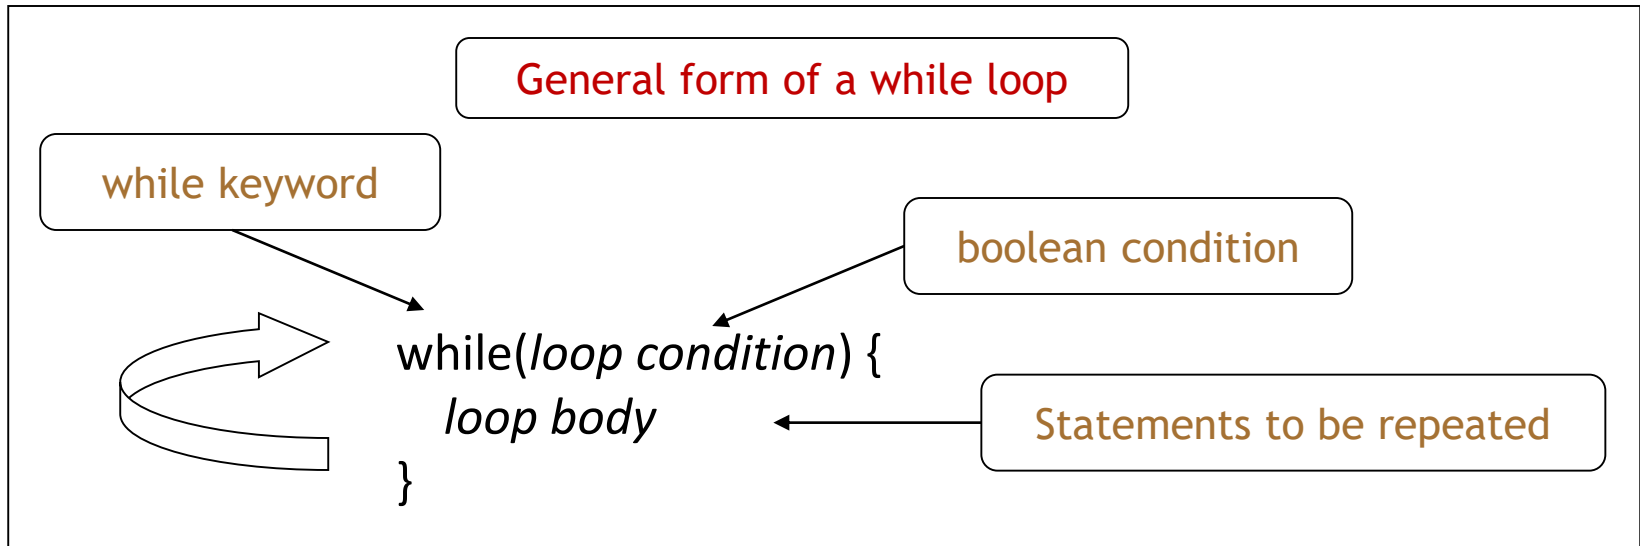 General form of a while loop
while keyword
boolean condition
while(loop condition) {
loop body
Statements to be repeated
}